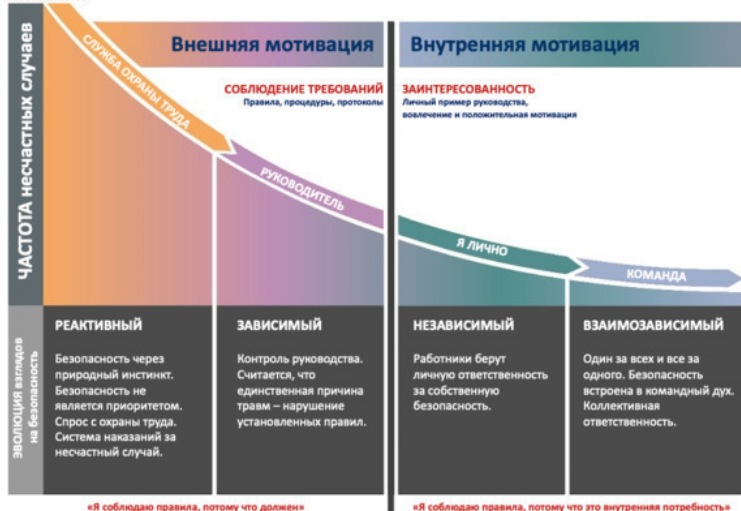 Внешняя мотивация
Внутренняя мотивация
СЛУЖБА ОХРАНЫ ТРУДА
СОБЛЮДЕНИЕ ТРЕБОВАНИЙ
Правила, процедуры, протоколы
ЗАИНТЕРЕСОВАННОСТЬ
Личный пример руководства,
вовлечение и положительная мотивация
ЧАСТОТА несчастных случаев
РУКОВОДИТЕЛЬ
Я ЛИЧНО
КОМАНДА
ЭВОЛЮЦИЯ взглядов
на безопасность
РЕАКТИВНЫЙ
Безопасность через
природный инстинкт.
Безопасность не
является приоритетом.
Спрос с охраны труда.
Система наказаний за
несчастный случай.
ЗАВИСИМЫЙ
Контроль руководства.
Считается, что
единственная причина
травм – нарушение
установленных правил.
НЕЗАВИСИМЫЙ
Работники берут
личную ответственность
за собственную
безопасность.
ВЗАИМОЗАВИСИМЫЙ
Один за всех и все за
одного. Безопасность
встроена в командный дух.
Коллективная
ответственность.
«Я соблюдаю правила, потому что должен»
«Я соблюдаю правила, потому что это внутренняя потребность»